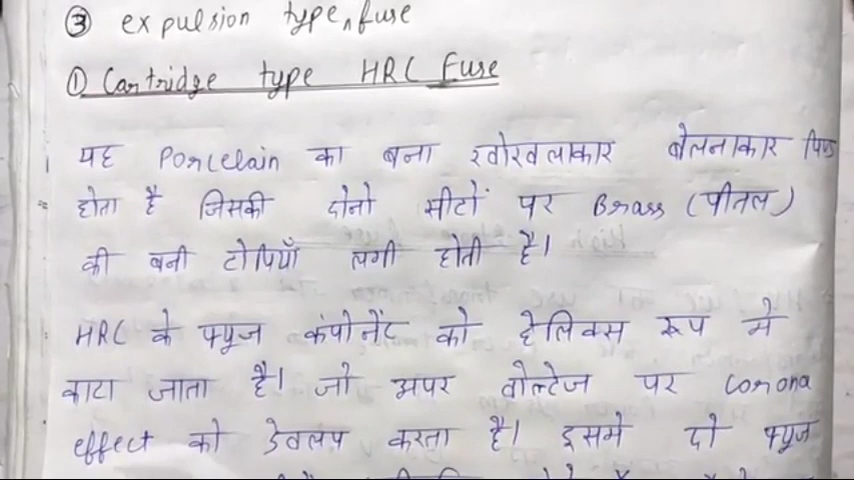 ③ expulsion type fuse
① Cartridge type HRC Fuse
यह Porcelain का बना खोखलाकार बेलनाकार पिण्ड
होता है जिसकी दोनो सीटों पर Brass (पीतल)
की बनी टोपियाँ लगी होती है।
HRC के फ्यूज कंपोनेंट को हेलिक्स रूप मे
काटा जाता है। जो अपर वोल्टेज पर corona
effect को डेवलप करता है। इसमे दो फ्यूज